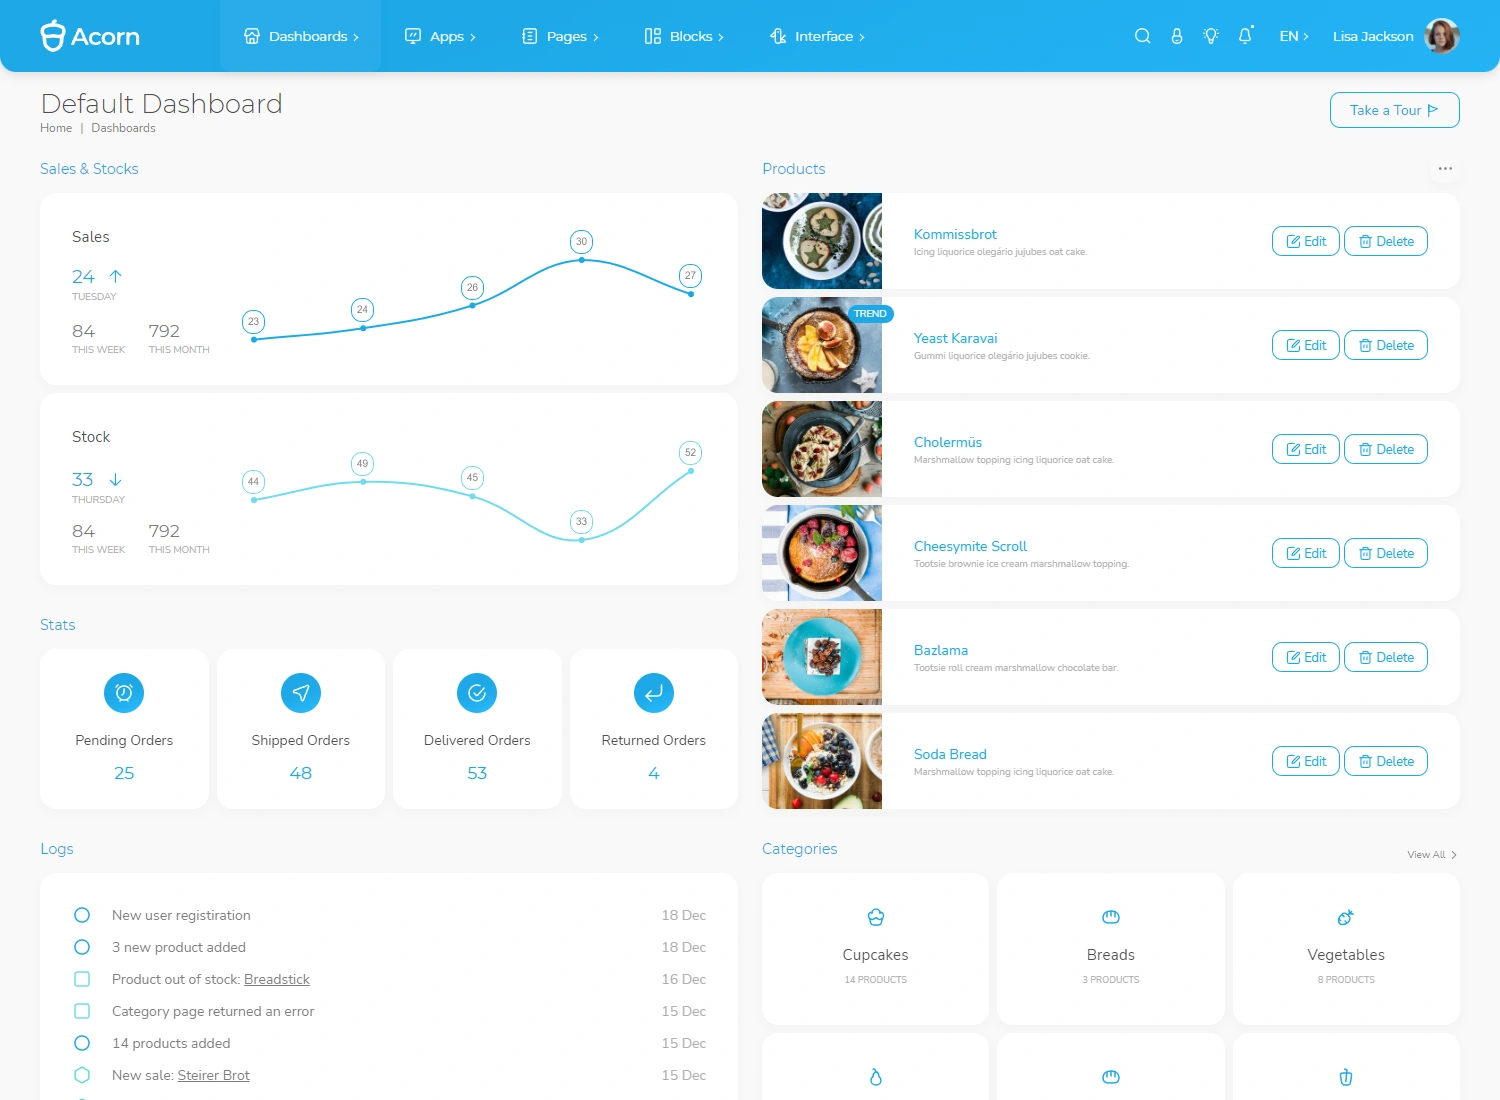 Acorn
Dashboards
Apps
Pages
Blocks
Interface
EN
Lisa Jackson
Default Dashboard
Home | Dashboards
Take a Tour
Sales & Stocks
Sales
24
TUESDAY
84
THIS WEEK
792
THIS MONTH
23
24
26
30
27
Stock
33
THURSDAY
84
THIS WEEK
792
THIS MONTH
44
49
45
33
52
Stats
Pending Orders
25
Shipped Orders
48
Delivered Orders
53
Returned Orders
4
Products
Kommissbrot
Icing liquorice olegário jujubes oat cake.
Edit
Delete
TREND
Yeast Karavai
Gummi liquorice olegário jujubes cookie.
Edit
Delete
Cholermüs
Marshmallow topping icing liquorice oat cake.
Edit
Delete
Cheesymite Scroll
Tootsie brownie ice cream marshmallow topping.
Edit
Delete
Bazlama
Tootsie roll cream marshmallow chocolate bar.
Edit
Delete
Soda Bread
Marshmallow topping icing liquorice oat cake.
Edit
Delete
Logs
New user registiration 18 Dec
3 new product added 18 Dec
Product out of stock: Breadstick 16 Dec
Category page returned an error 15 Dec
14 products added 15 Dec
New sale: Steirer Brot 15 Dec
Categories
View All
Cupcakes
14 PRODUCTS
Breads
3 PRODUCTS
Vegetables
8 PRODUCTS